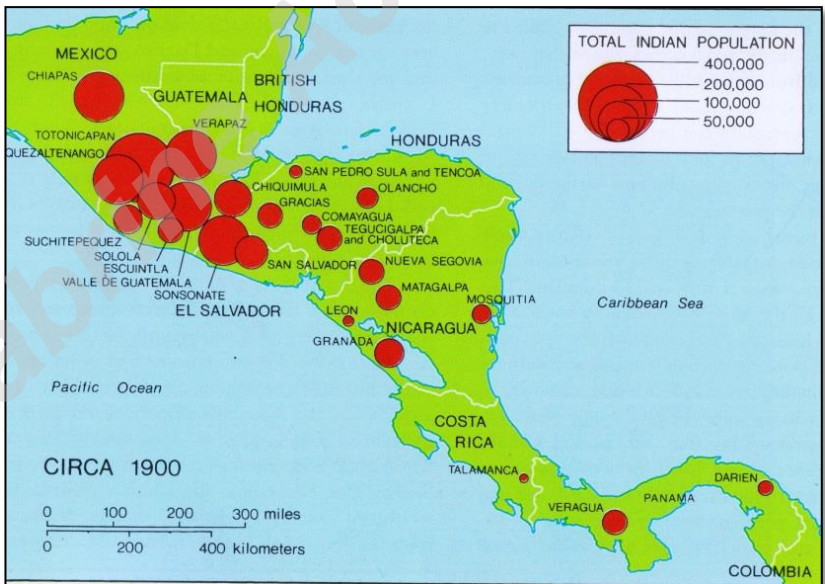 MEXICO
CHIAPAS
BRITISH
HONDURAS
GUATEMALA
VERAPAZ
TOTONICAPAN
QUEZALTENANGO
HONDURAS
SAN PEDRO SULA and TENCOA
CHIQUIMULA
OLANCHO
GRACIAS
COMAYAGUA
TEGUCIGALPA
and CHOLUTECA
SUCHITEPEQUEZ
SOLOLA
ESCUINTLA
VALLE DE GUATEMALA
SONSONATE
SAN SALVADOR
EL SALVADOR
NUEVA SEGOVIA
MATAGALPA
MOSQUITIA
LEON
NICARAGUA
GRANADA
Caribbean Sea
Pacific Ocean
COSTA
RICA
TALAMANCA
VERAGUA
PANAMA
DARIEN
COLOMBIA
TOTAL INDIAN POPULATION
400,000
200,000
100,000
50,000
CIRCA 1900
0 100 200 300 miles
0 200 400 kilometers